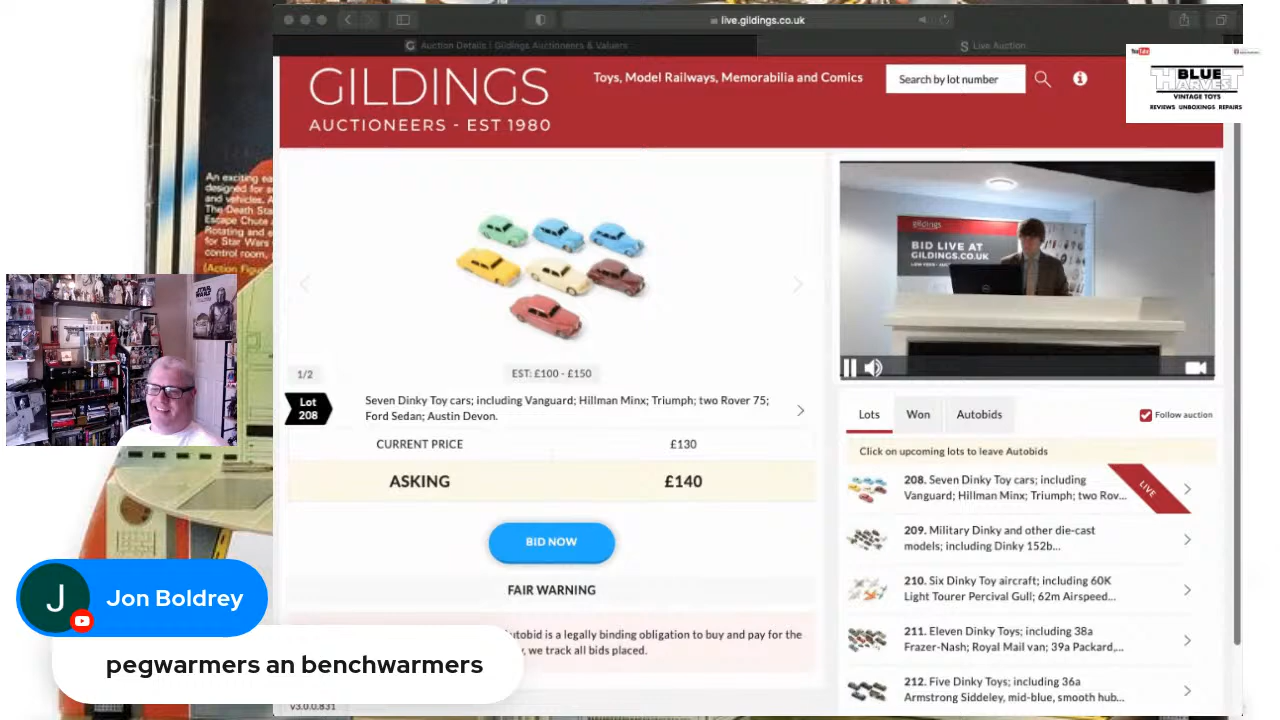 live.gildings.co.uk
Auction Details | Gildings Auctioneers & Valuers
Live Auction
GILDINGS
AUCTIONEERS - EST 1980
Toys, Model Railways, Memorabilia and Comics
Search by lot number
YouTube
BLUE
HARVEST
VINTAGE TOYS
REVIEWS UNBOXINGS REPAIRS
An exciting
designed for
and vehicles. A
The Death Star
Escape Chute
Rotating and e
for Star Wars
control room,
(Action Figur
STAR WARS
gildings
BID LIVE AT
GILDINGS.CO.UK
1/2
EST: £100 - £150
Lot
208
Seven Dinky Toy cars; including Vanguard; Hillman Minx; Triumph; two Rover 75;
Ford Sedan; Austin Devon.
CURRENT PRICE £130
ASKING £140
BID NOW
FAIR WARNING
utobid is a legally binding obligation to buy and pay for the
, we track all bids placed.
v3.0.0.831
Lots Won Autobids
Follow auction
Click on upcoming lots to leave Autobids
208. Seven Dinky Toy cars; including
Vanguard; Hillman Minx; Triumph; two Rov...
LIVE
209. Military Dinky and other die-cast
models; including Dinky 152b...
210. Six Dinky Toy aircraft; including 60K
Light Tourer Percival Gull; 62m Airspeed...
211. Eleven Dinky Toys; including 38a
Frazer-Nash; Royal Mail van; 39a Packard,...
212. Five Dinky Toys; including 36a
Armstrong Siddeley, mid-blue, smooth hub...
J
Jon Boldrey
pegwarmers an benchwarmers